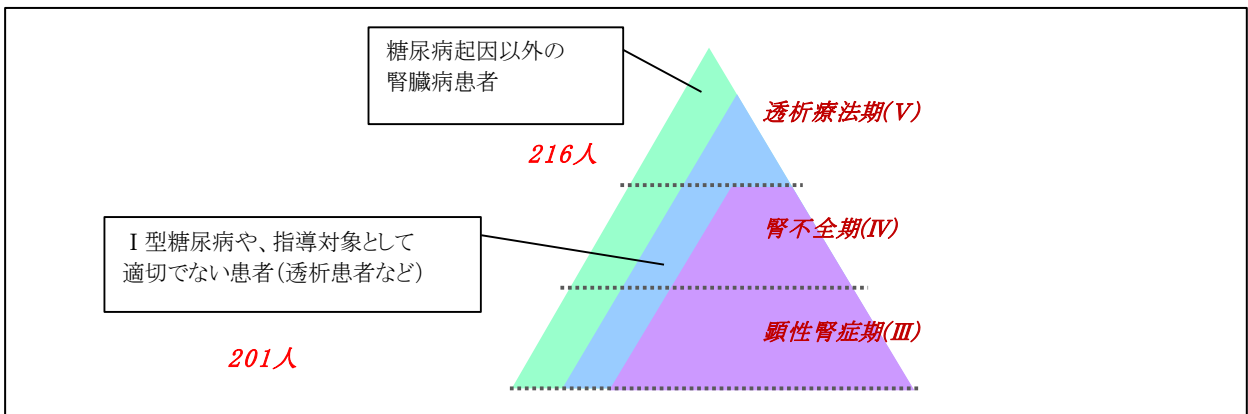 糖尿病起因以外の
腎臓病患者
透析療法期(Ⅴ)
216人
Ⅰ型糖尿病や、指導対象として
適切でない患者(透析患者など)
腎不全期(Ⅳ)
顕性腎症期(Ⅲ)
201人